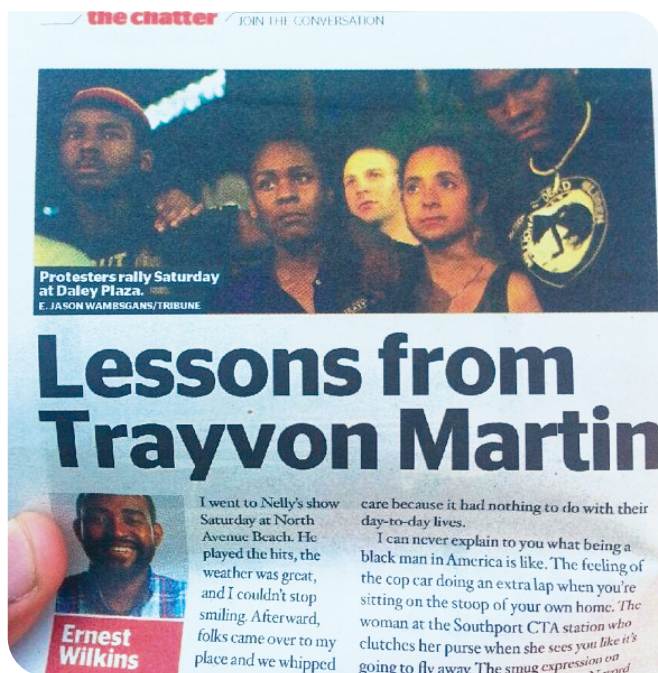 the chatter JOIN THE CONVERSATION
Protesters rally Saturday
at Daley Plaza.
E. JASON WAMBSGANS/TRIBUNE
Lessons from
Trayvon Martin
Ernest
Wilkins
I went to Nelly's show
Saturday at North
Avenue Beach. He
played the hits, the
weather was great,
and I couldn't stop
smiling. Afterward,
folks came over to my
place and we whipped
care because it had nothing to do with their
day-to-day lives.
I can never explain to you what being a
black man in America is like. The feeling of
the cop car doing an extra lap when you're
sitting on the stoop of your own home. The
woman at the Southport CTA station who
clutches her purse when she sees you like it's
going to fly away. The smug expression on